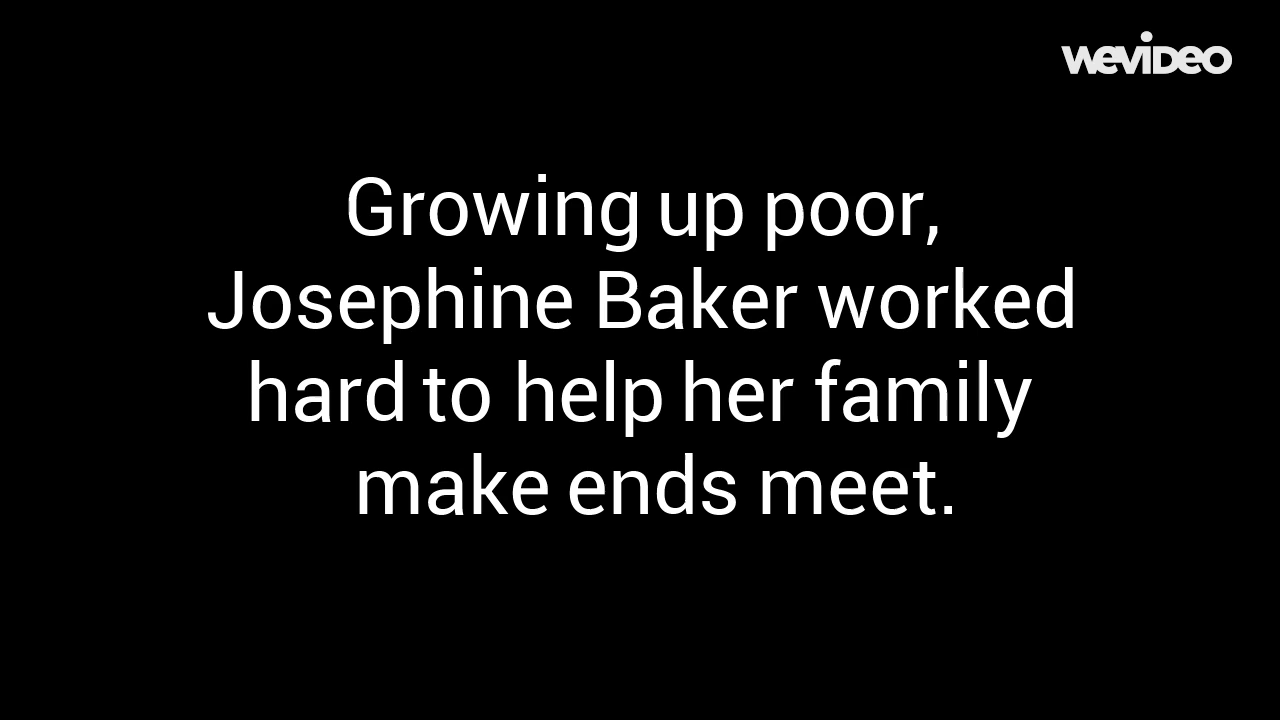 wevideo
Growing up poor,
Josephine Baker worked
hard to help her family
make ends meet.